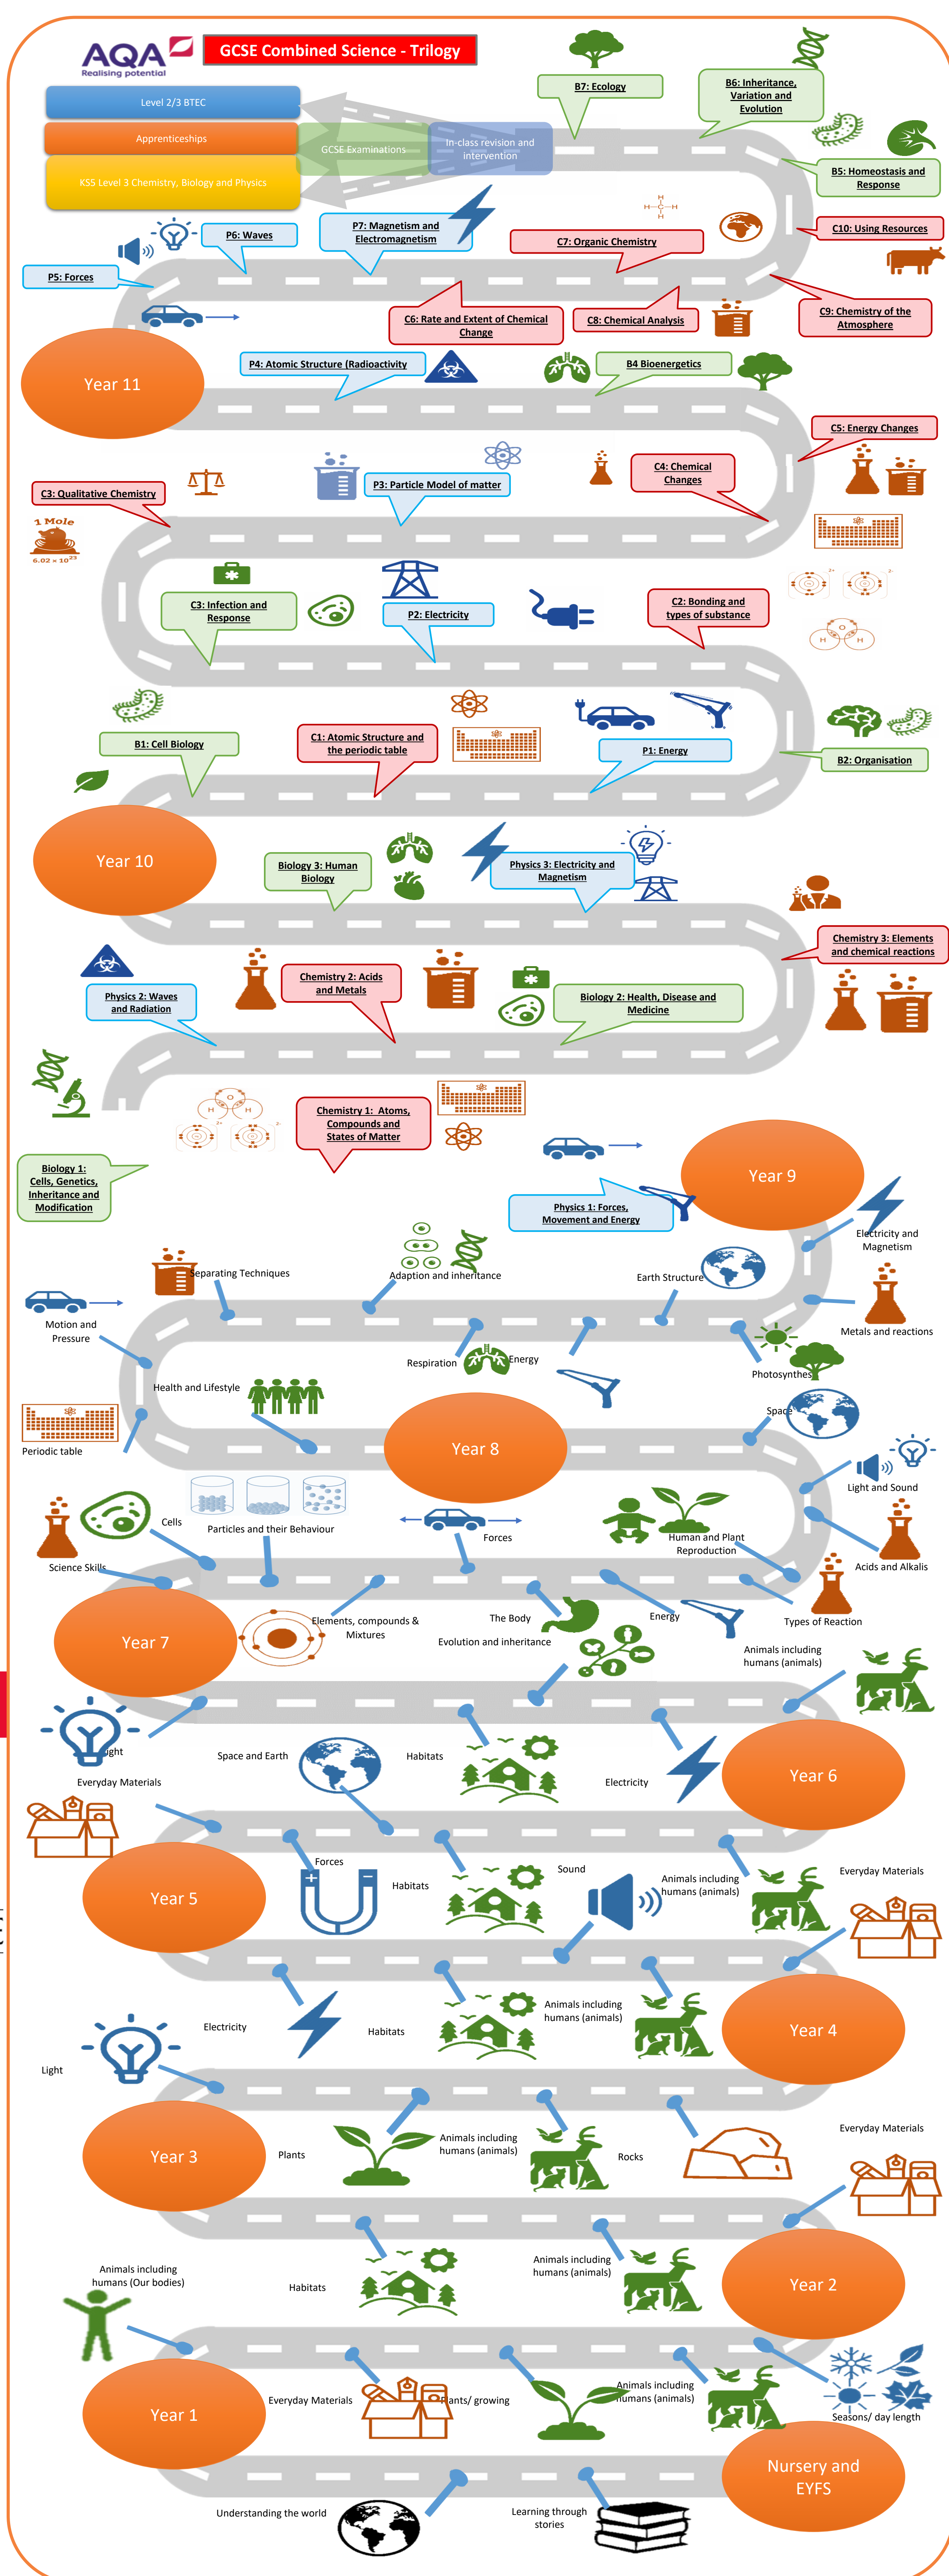 AQA
Realising potential
GCSE Combined Science - Trilogy
B7: Ecology
B6: Inheritance,
Variation and
Evolution
Level 2/3 BTEC
Apprenticeships
KS5 Level 3 Chemistry, Biology and Physics
GCSE Examinations
In-class revision and
intervention
B5: Homeostasis and
Response
P5: Forces
P6: Waves
P7: Magnetism and
Electromagnetism
C7: Organic Chemistry
C10: Using Resources
C6: Rate and Extent of Chemical
Change
C8: Chemical Analysis
C9: Chemistry of the
Atmosphere
Year 11
P4: Atomic Structure (Radioactivity
B4 Bioenergetics
C5: Energy Changes
C3: Qualitative Chemistry
P3: Particle Model of matter
C4: Chemical
Changes
1 Mole
6.02 × 10²³
C3: Infection and
Response
P2: Electricity
C2: Bonding and
types of substance
B1: Cell Biology
C1: Atomic Structure and
the periodic table
P1: Energy
B2: Organisation
Year 10
Biology 3: Human
Biology
Physics 3: Electricity and
Magnetism
Chemistry 3: Elements
and chemical reactions
Physics 2: Waves
and Radiation
Chemistry 2: Acids
and Metals
Biology 2: Health, Disease and
Medicine
Chemistry 1: Atoms,
Compounds and
States of Matter
Biology 1:
Cells, Genetics,
Inheritance and
Modification
Physics 1: Forces,
Movement and Energy
Year 9
Electricity and
Magnetism
Separating Techniques
Adaption and inheritance
Earth Structure
Motion and
Pressure
Metals and reactions
Respiration
Energy
Photosynthes
Health and Lifestyle
Space
Periodic table
Year 8
Light and Sound
Cells
Particles and their Behaviour
Forces
Human and Plant
Reproduction
Acids and Alkalis
Science Skills
Year 7
Elements, compounds &
Mixtures
The Body
Energy
Types of Reaction
Evolution and inheritance
Animals including
humans (animals)
Space and Earth
Habitats
Electricity
Year 6
Everyday Materials
Forces
Habitats
Sound
Animals including
humans (animals)
Everyday Materials
Year 5
Electricity
Habitats
Animals including
humans (animals)
Year 4
Light
Year 3
Plants
Animals including
humans (animals)
Rocks
Everyday Materials
Animals including
humans (Our bodies)
Habitats
Animals including
humans (animals)
Year 2
Year 1
Everyday Materials
Plants/ growing
Animals including
humans (animals)
Seasons/ day length
Nursery and
EYFS
Understanding the world
Learning through
stories